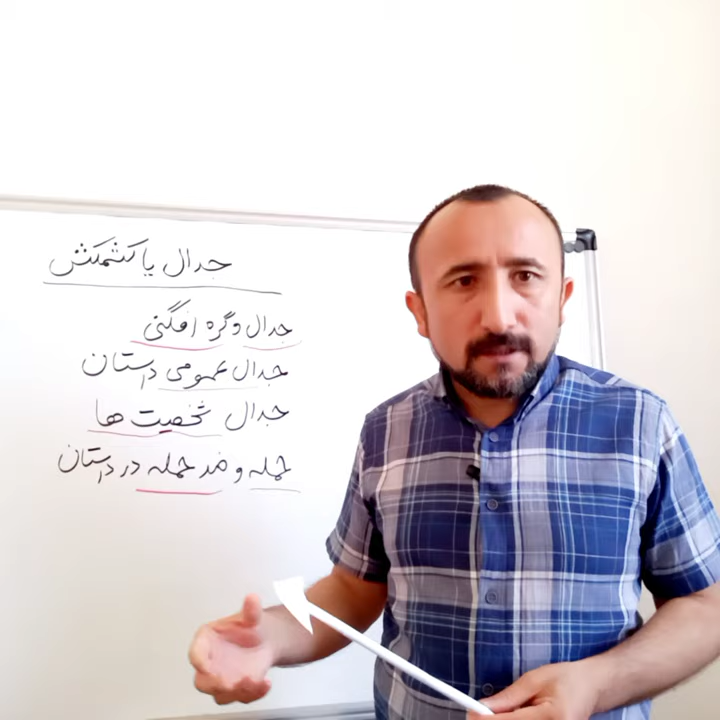 جدال یا کشمکش
جدال و گره افگنی
جدال عمومی داستان
جدال شخصیت ها
حمله و ضد حمله در داستان